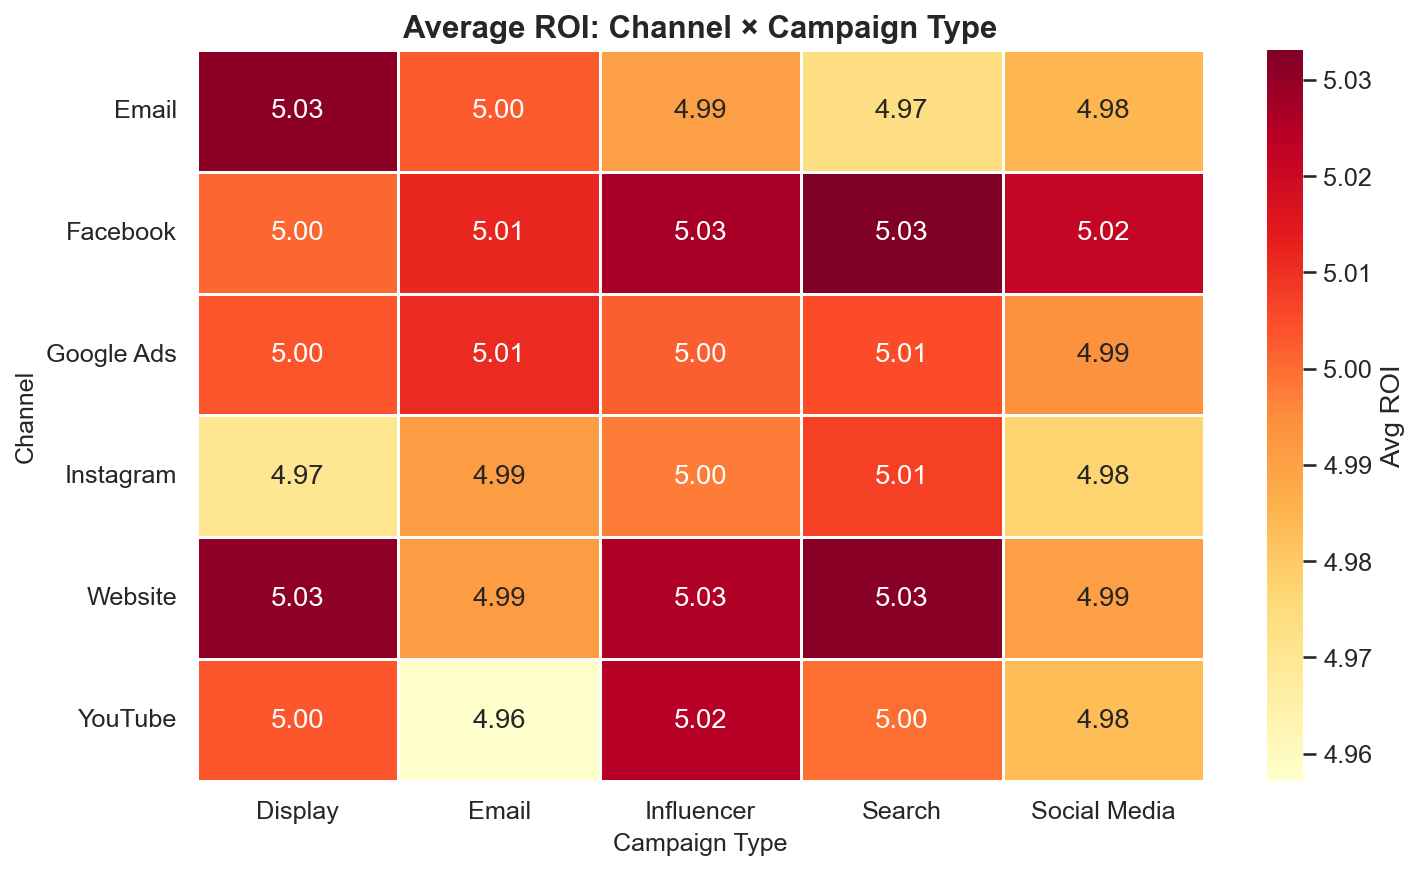 Average ROI: Channel × Campaign Type
Email 5.03 5.00 4.99 4.97 4.98
Facebook 5.00 5.01 5.03 5.03 5.02
Google Ads 5.00 5.01 5.00 5.01 4.99
Instagram 4.97 4.99 5.00 5.01 4.98
Website 5.03 4.99 5.03 5.03 4.99
YouTube 5.00 4.96 5.02 5.00 4.98
Channel
Display Email Influencer Search Social Media
Campaign Type
5.03
5.02
5.01
5.00
4.99
4.98
4.97
4.96
Avg ROI